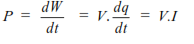 P = dW/dt = V.dq/dt = V.I